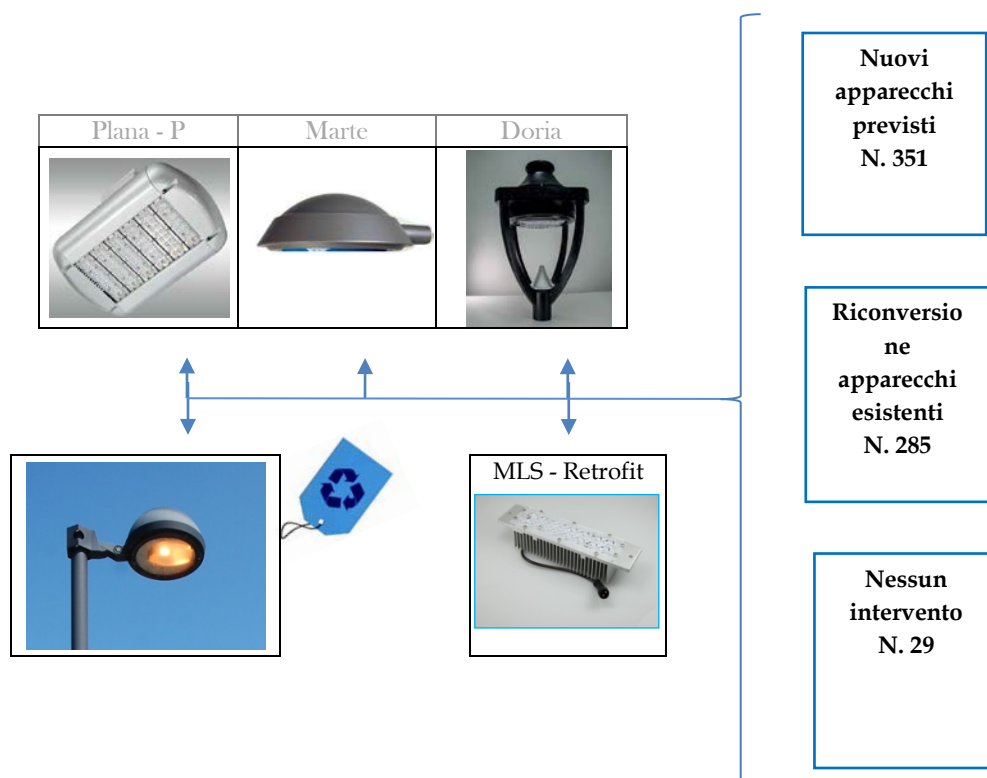 Plana - P
Marte
Doria
MLS - Retrofit
Nuovi
apparecchi
previsti
N. 351
Riconversio
ne
apparecchi
esistenti
N. 285
Nessun
intervento
N. 29